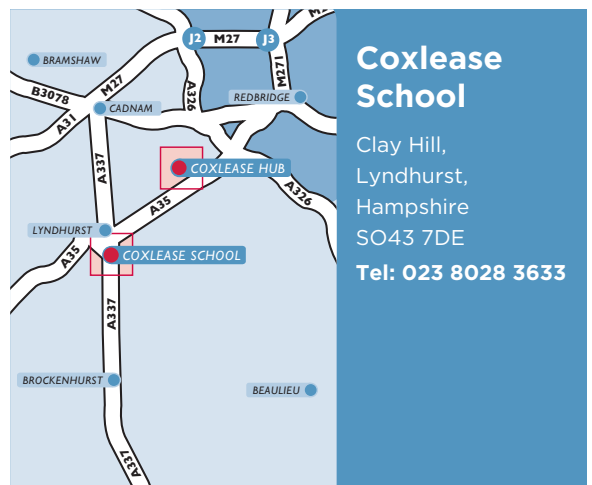 M2
J2
M27
J3
BRAMSHAW
M27
M271
B3078
A326
REDBRIDGE
CADNAM
A31
A337
COXLEASE HUB
A326
A35
LYNDHURST
A35
COXLEASE SCHOOL
A337
BROCKENHURST
BEAULIEU
A337
Coxlease
School
Clay Hill,
Lyndhurst,
Hampshire
SO43 7DE
Tel: 023 8028 3633